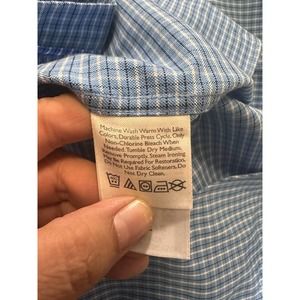 Machine Wash Warm With Like
Colors, Durable Press Cycle. Only
Non-Chlorine Bleach When
Needed. Tumble Dry Medium.
Remove Promptly. Steam Ironing
May Be Required For Restoration.
Do Not Use Fabric Softeners. Do
Not Dry Clean.